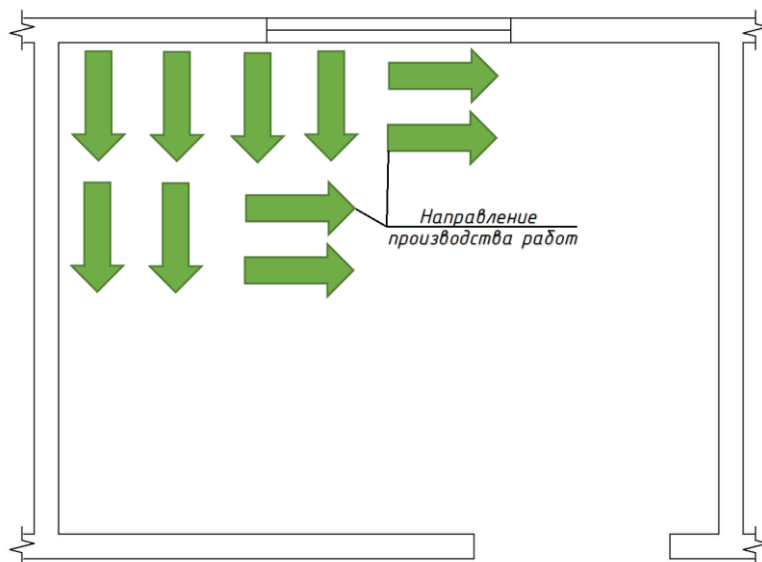 Направление
производства работ